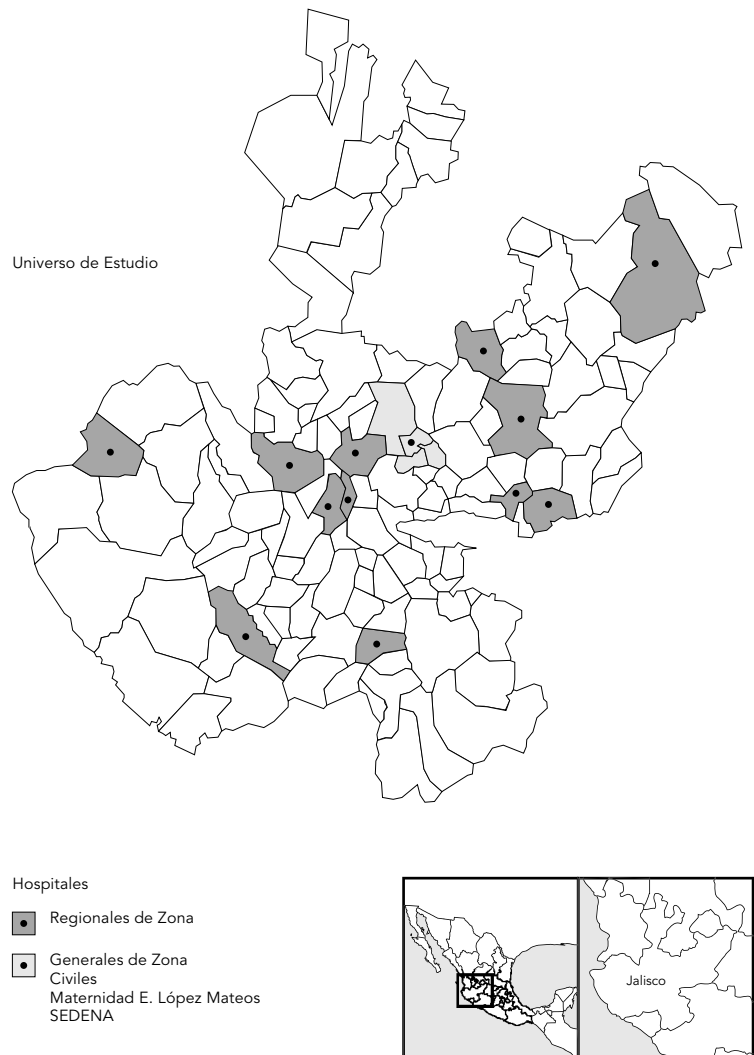 Universo de Estudio
Hospitales
Regionales de Zona
Generales de Zona
Civiles
Maternidad E. López Mateos
SEDENA
Jalisco